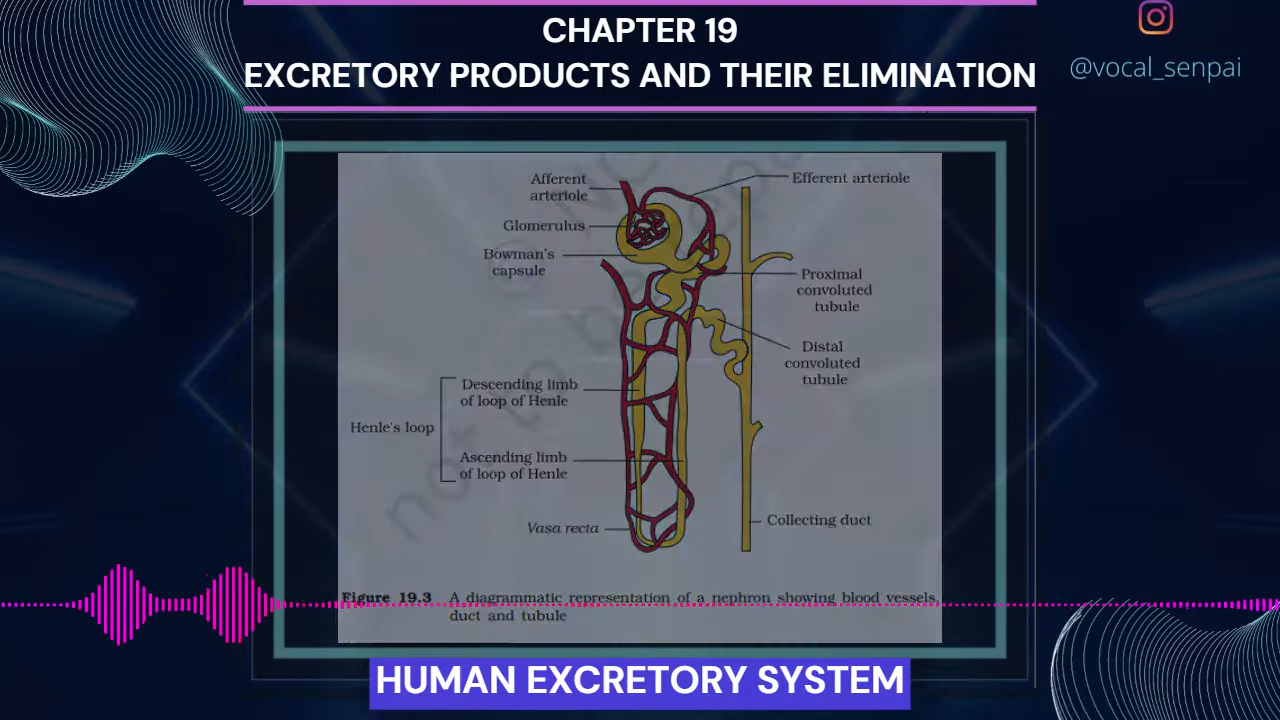 CHAPTER 19
EXCRETORY PRODUCTS AND THEIR ELIMINATION
@vocal_senpai
Afferent
arteriole
Efferent arteriole
Glomerulus
Bowman's
capsule
Proximal
convoluted
tubule
Distal
convoluted
tubule
Descending limb
of loop of Henle
Henle's loop
Ascending limb
of loop of Henle
Vasa recta
Collecting duct
Figure 19.3 A diagrammatic representation of a nephron showing blood vessels,
duct and tubule
HUMAN EXCRETORY SYSTEM